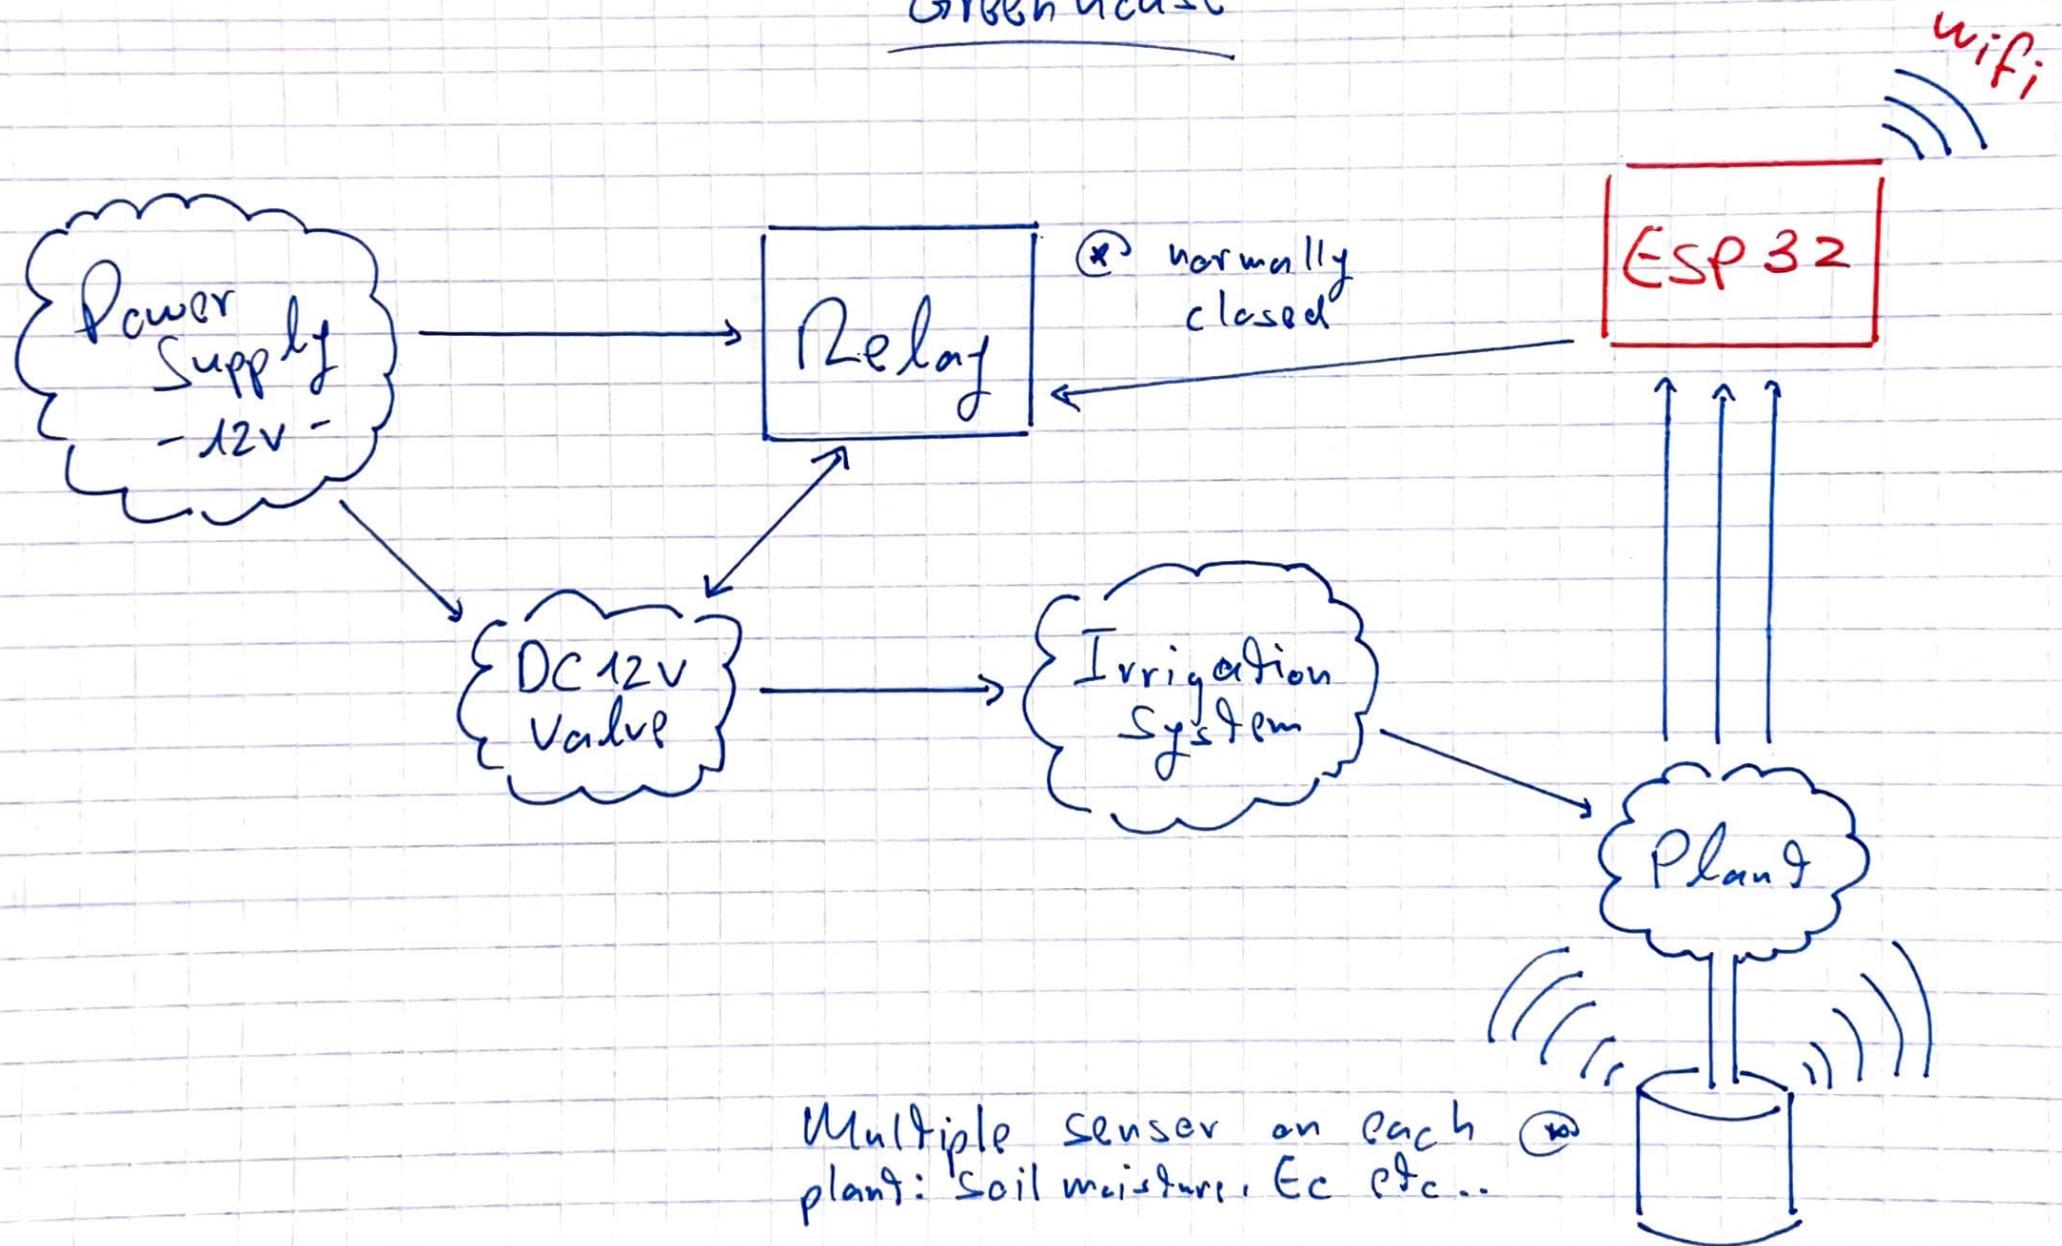 Greenhouse
wifi
Power
Supply
-12V-
Relay
* normally
closed
ESP32
DC 12V
Valve
Irrigation
System
Plant
Multiple senser on each *
plant: soil moisture, Ec etc..